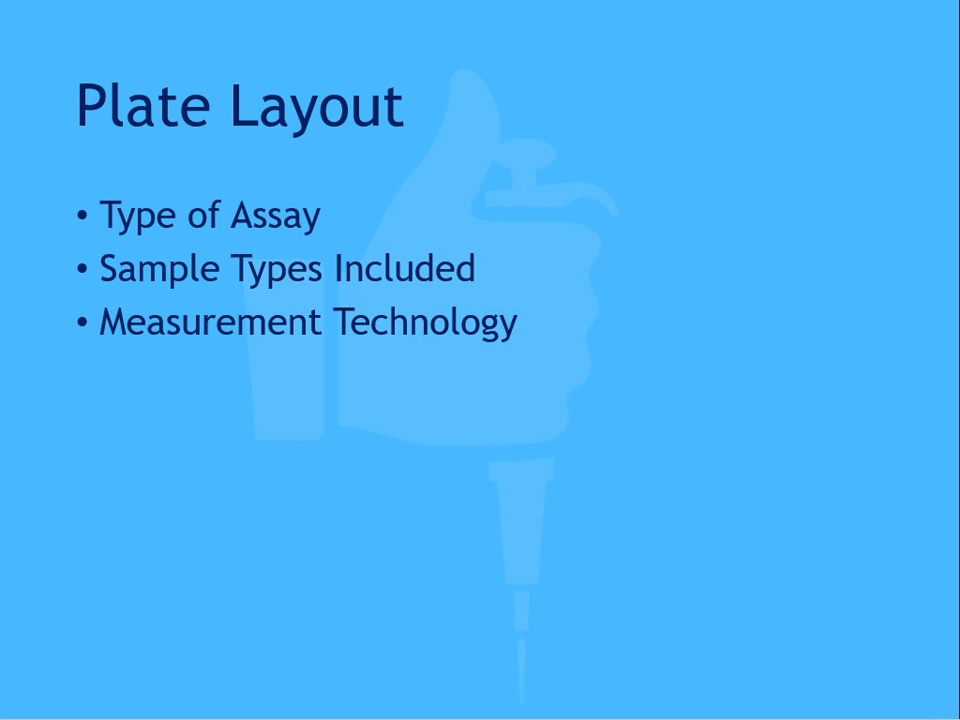 Plate Layout
• Type of Assay
• Sample Types Included
• Measurement Technology